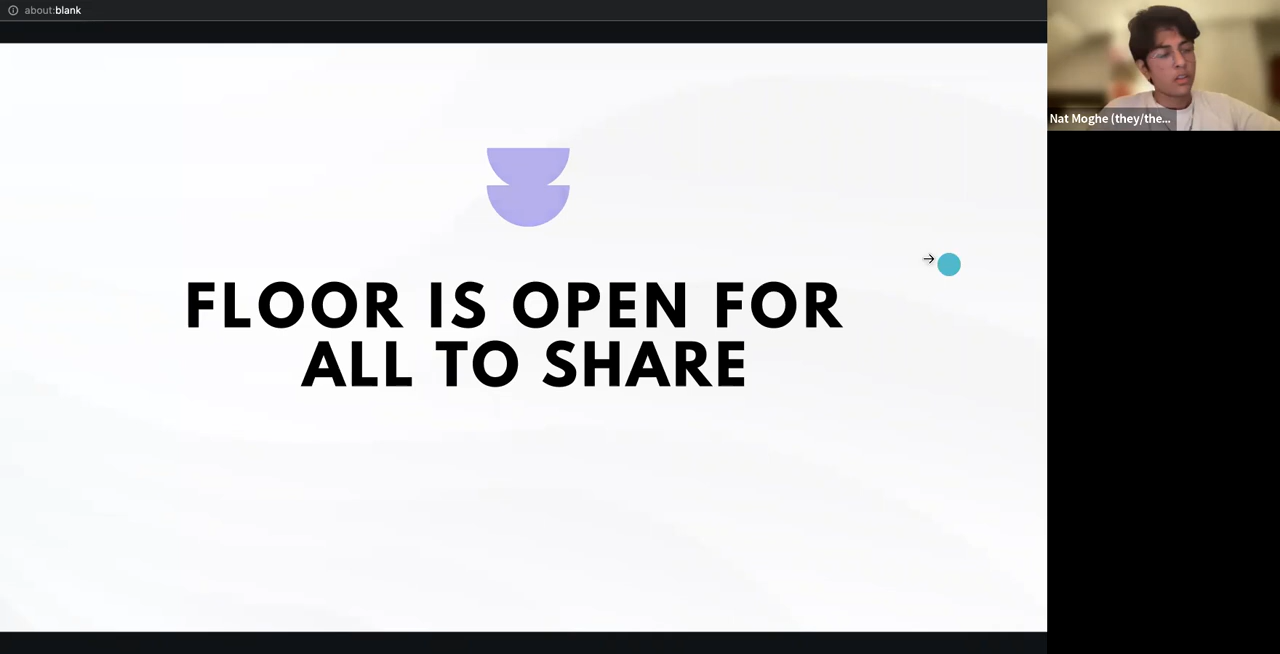 about:blank
Nat Moghe (they/the...
FLOOR IS OPEN FOR
ALL TO SHARE